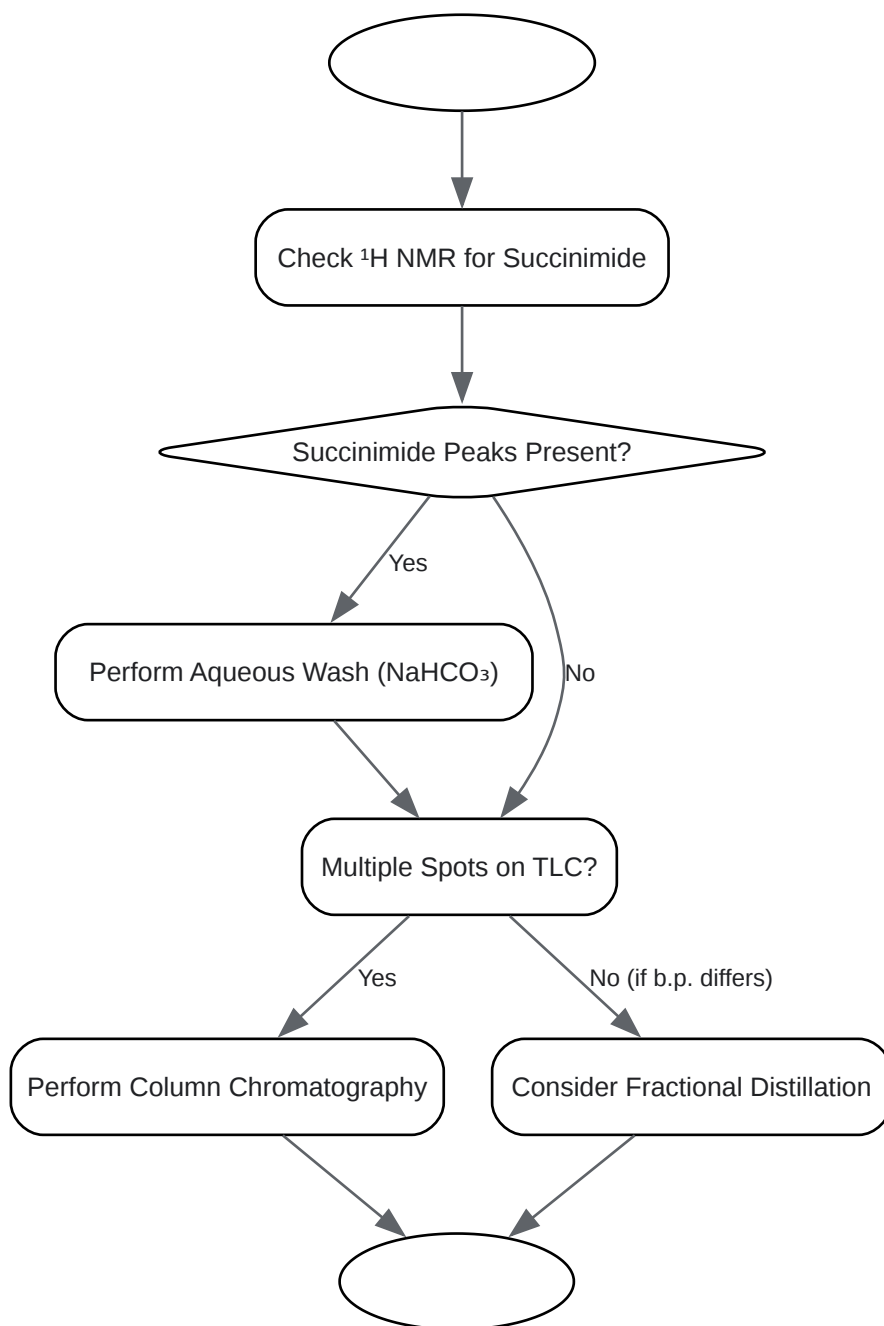 Check ¹H NMR for Succinimide
Succinimide Peaks Present?
Yes
Perform Aqueous Wash (NaHCO₃)
No
Multiple Spots on TLC?
Yes
No (if b.p. differs)
Perform Column Chromatography
Consider Fractional Distillation